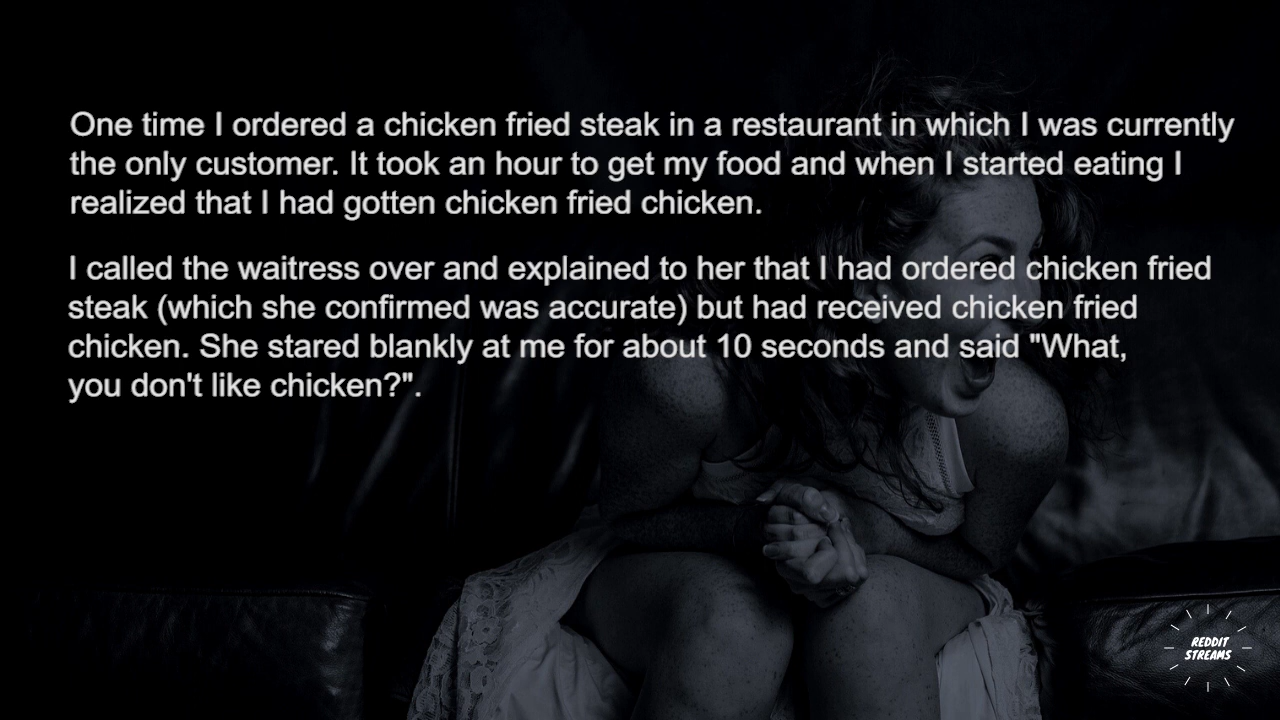 One time I ordered a chicken fried steak in a restaurant in which I was currently
the only customer. It took an hour to get my food and when I started eating I
realized that I had gotten chicken fried chicken.
I called the waitress over and explained to her that I had ordered chicken fried
steak (which she confirmed was accurate) but had received chicken fried
chicken. She stared blankly at me for about 10 seconds and said "What,
you don't like chicken?".
REDDIT
STREAMS